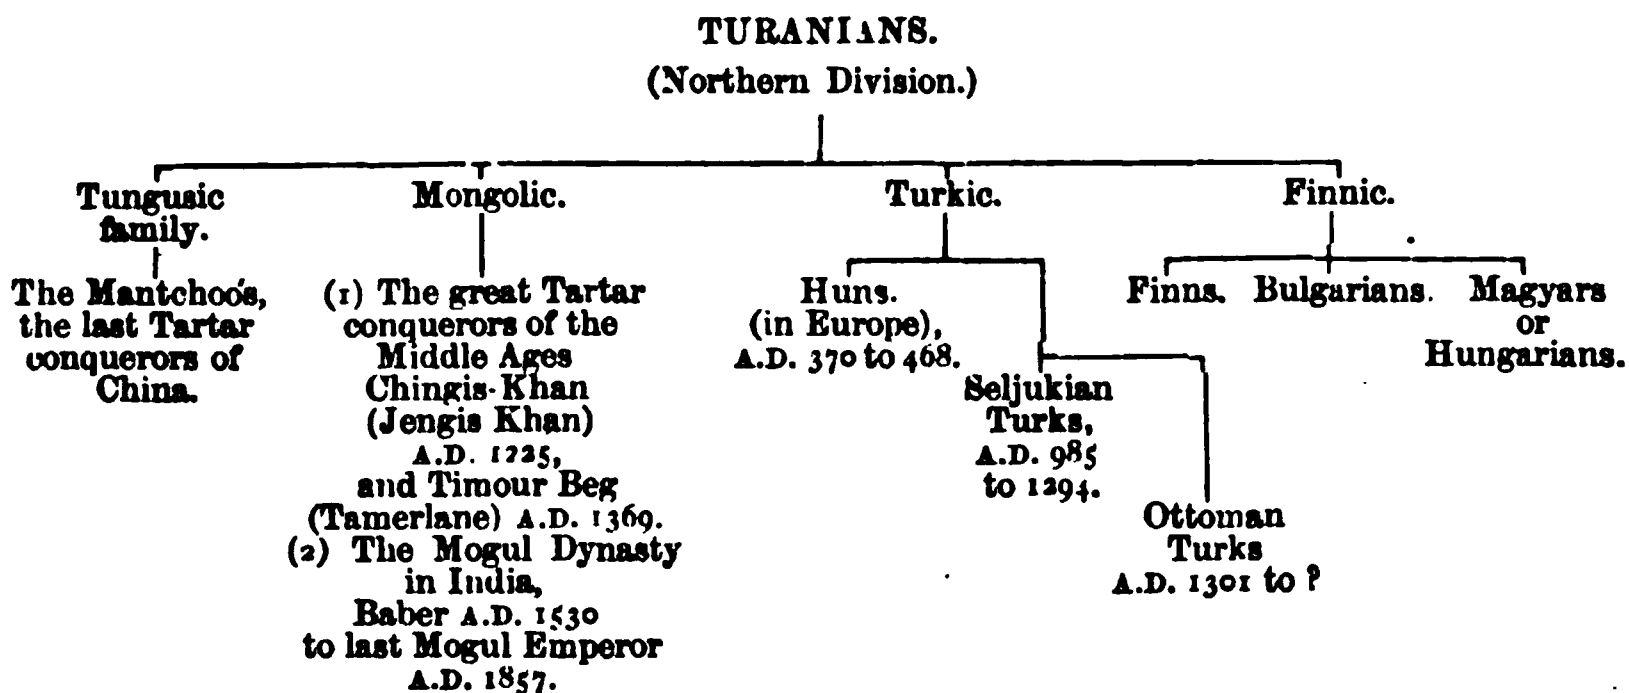 TURANIANS.
(Northern Division.)
Tungusic
family.
The Mantchoo's,
the last Tartar
conquerors of
China.
Mongolic.
(1) The great Tartar
conquerors of the
Middle Ages
Chingis-Khan
(Jengis Khan)
A.D. 1225,
and Timour Beg
(Tamerlane) A.D. 1369.
(2) The Mogul Dynasty
in India,
Baber A.D. 1530
to last Mogul Emperor
A.D. 1857.
Turkic.
Huns.
(in Europe),
A.D. 370 to 468.
Seljukian
Turks,
A.D. 985
to 1294.
Ottoman
Turks
A.D. 1301 to ?
Finnic.
Finns.
Bulgarians.
Magyars
or
Hungarians.